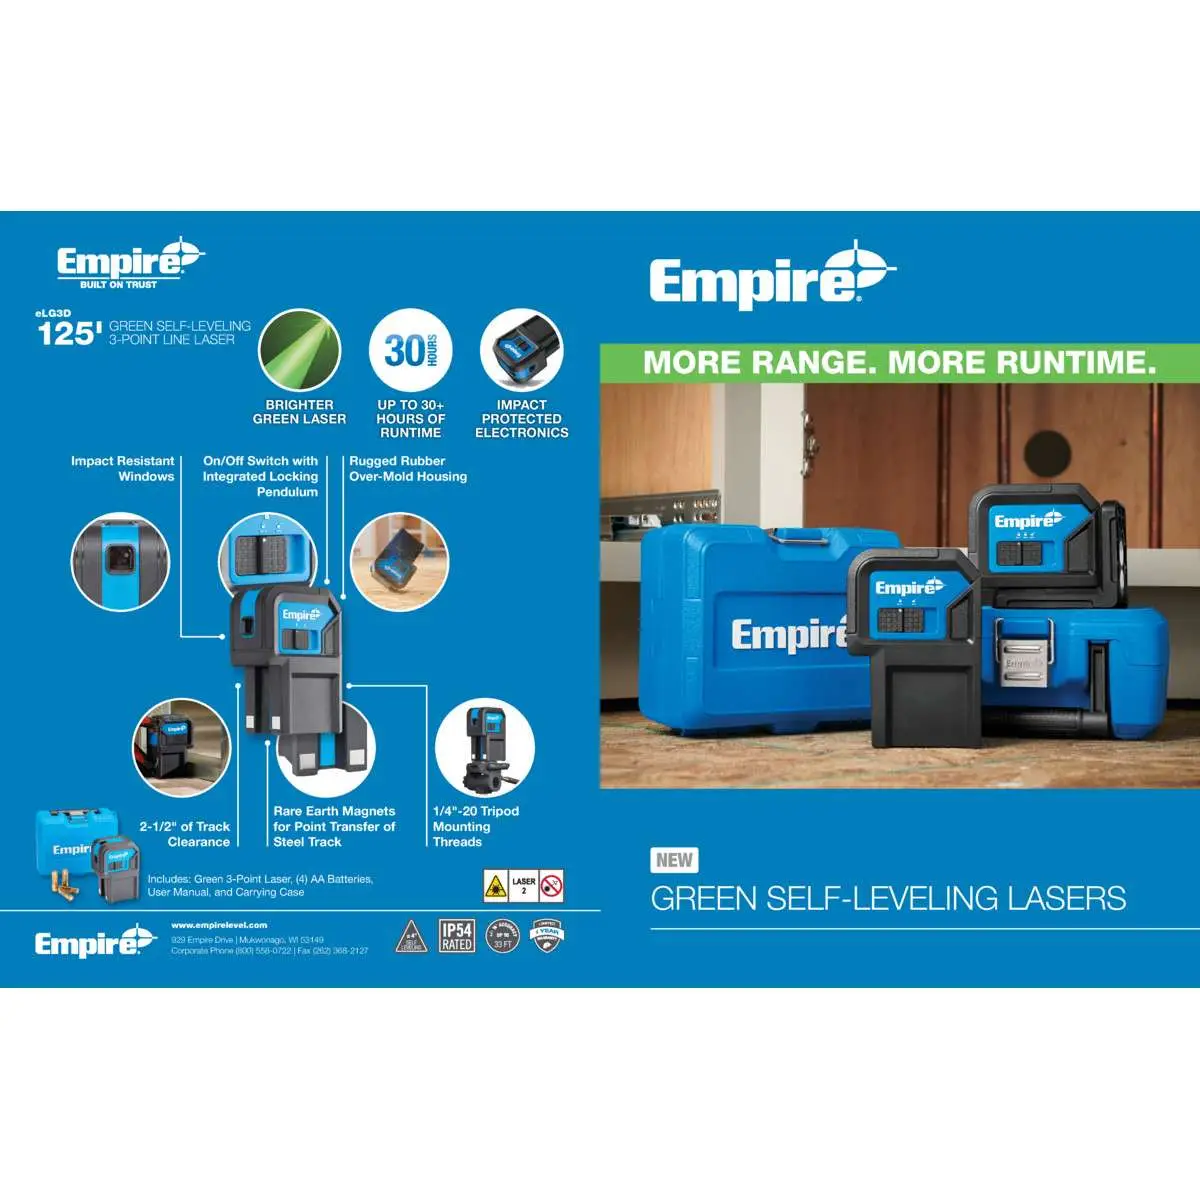 Empire
BUILT ON TRUST
eLG3D
125'
GREEN SELF-LEVELING
3-POINT LINE LASER
30
HOURS
BRIGHTER
GREEN LASER
UP TO 30+
HOURS OF
RUNTIME
IMPACT
PROTECTED
ELECTRONICS
Impact Resistant
Windows
On/Off Switch with
Integrated Locking
Pendulum
Rugged Rubber
Over-Mold Housing
Empire
2-1/2" of Track
Clearance
Rare Earth Magnets
for Point Transfer of
Steel Track
1/4"-20 Tripod
Mounting
Threads
Empire
Includes: Green 3-Point Laser, (4) AA Batteries,
User Manual, and Carrying Case
LASER
2
Empire
www.empirelevel.com
929 Empire Drive | Mukwonago, WI 53149
Corporate Phone (800) 558-0722 | Fax (262) 368-2127
± 4°
SELF
LEVELING
IP54
RATED
33 FT
1 YEAR
Empire
MORE RANGE. MORE RUNTIME.
Empire
Empire
Empire
Empire
NEW
GREEN SELF-LEVELING LASERS